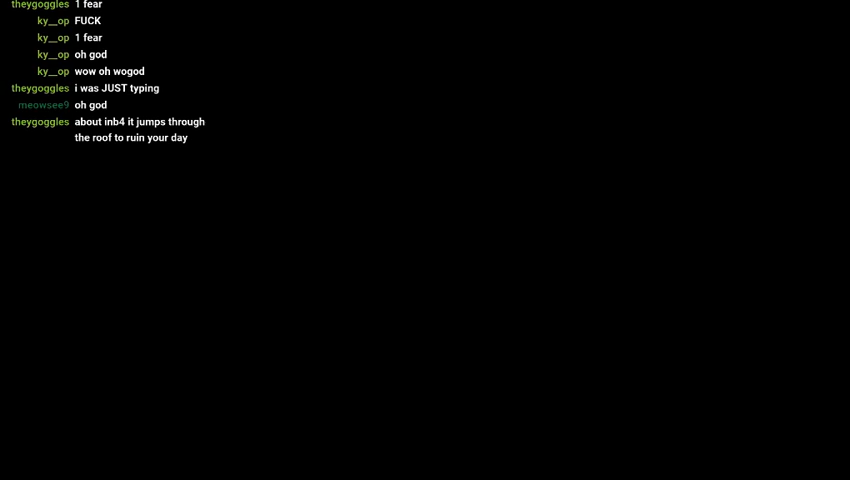 theygoggles 1 fear
ky__op FUCK
ky__op 1 fear
ky__op oh god
ky__op wow oh wogod
theygoggles i was JUST typing
meowsee9 oh god
theygoggles about inb4 it jumps through
the roof to ruin your day